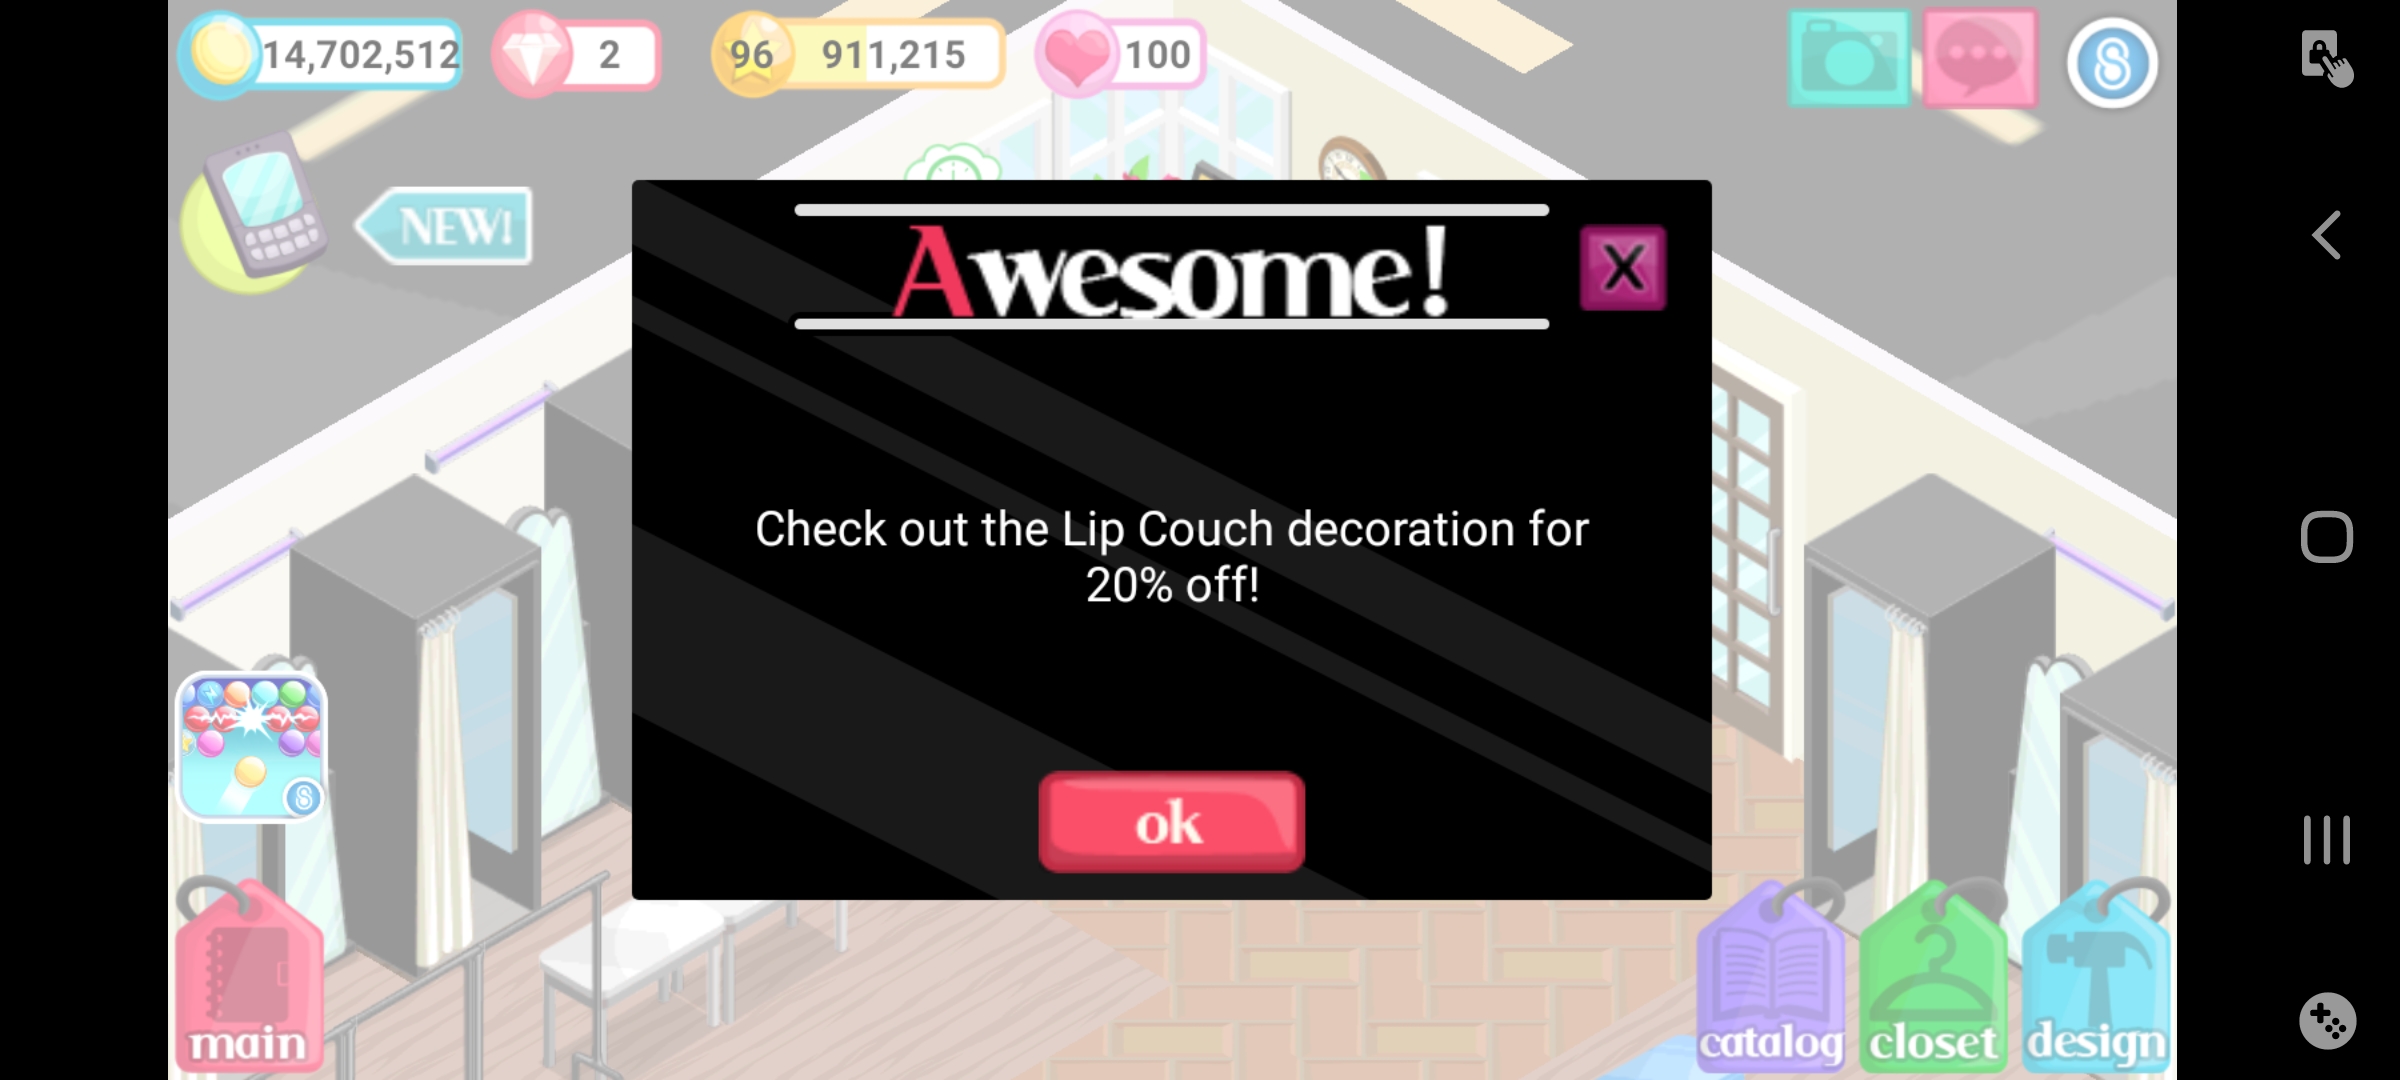 14,702,512
2
96
911,215
100
NEW!
Awesome!
X
Check out the Lip Couch decoration for
20% off!
ok
main
catalog
closet
design